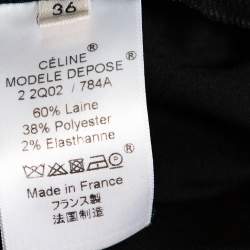 36
CÉLINE®
MODELE DEPOSE®
2 2Q02 / 784A
60% Laine
38% Polyester
2% Elasthanne
Made in France
フランス製
法国制造